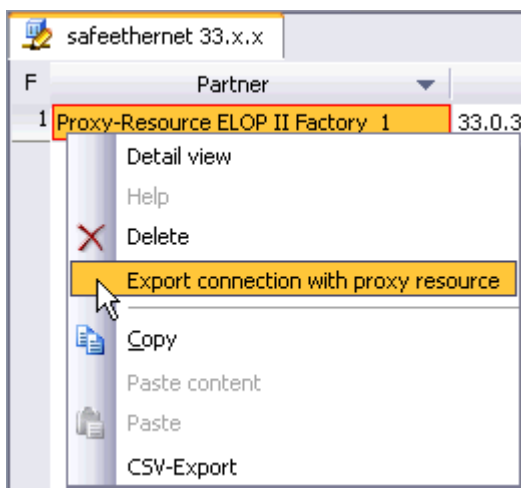 safeethernet 33.x.x
F Partner
1 Proxy-Resource ELOP II Factory_1 33.0.3
Detail view
Help
Delete
Export connection with proxy resource
Copy
Paste content
Paste
CSV-Export